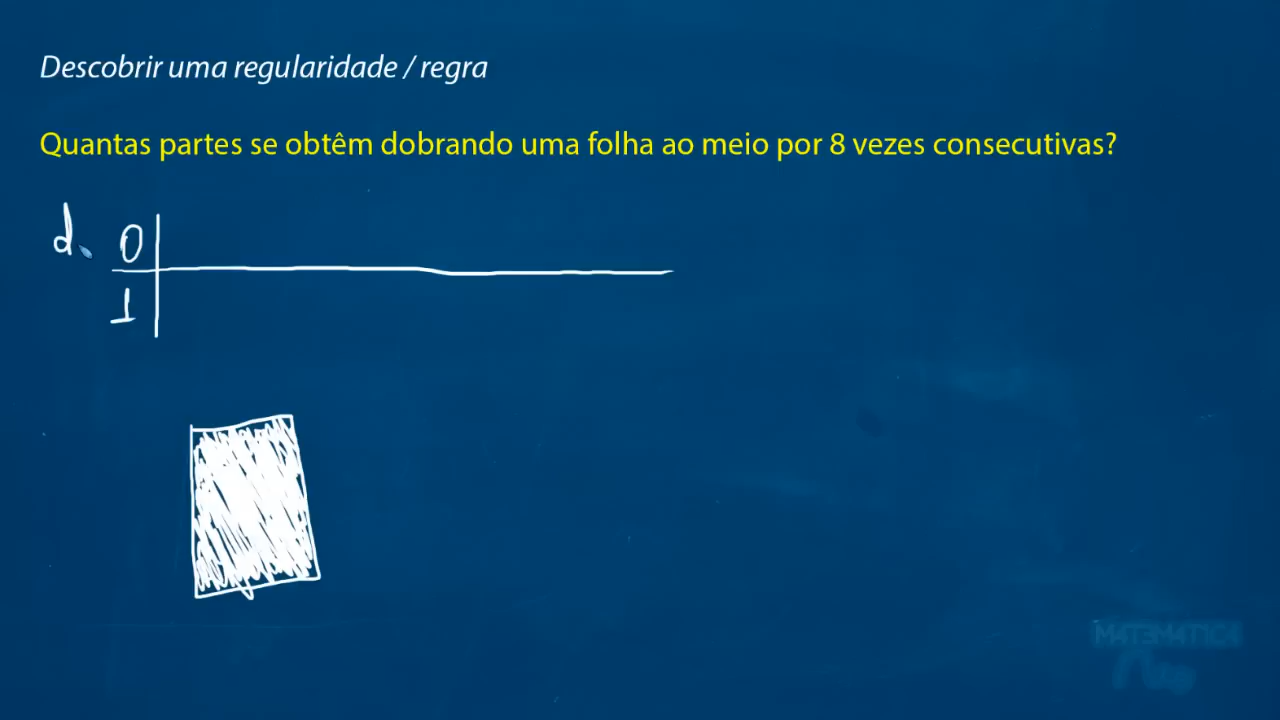 Descobrir uma regularidade / regra
Quantas partes se obtêm dobrando uma folha ao meio por 8 vezes consecutivas?
d. 0
1
M4T3M4T1C4